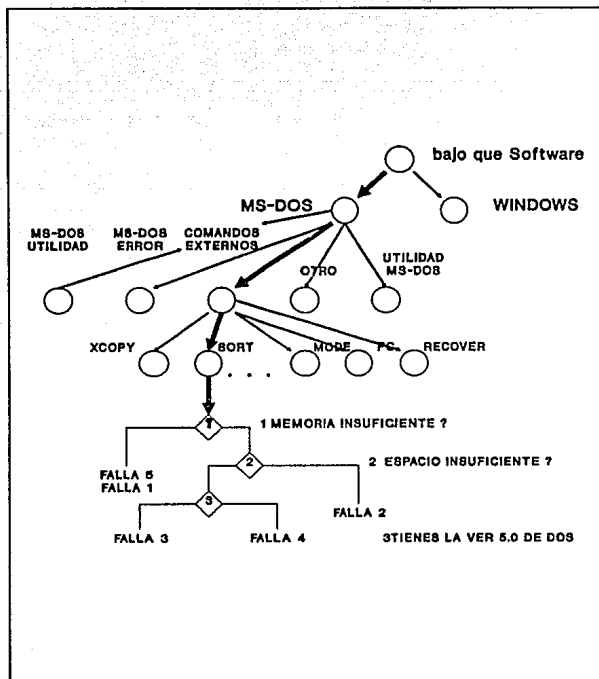 bajo que Software
MS-DOS
WINDOWS
MS-DOS
UTILIDAD
MS-DOS
ERROR
COMANDOS
EXTERNOS
OTRO
UTILIDAD
MS-DOS
XCOPY
SORT
MODE
FC
RECOVER
. . .
1
1 MEMORIA INSUFICIENTE ?
FALLA 5
FALLA 1
2
2 ESPACIO INSUFICIENTE ?
3
FALLA 2
FALLA 3
FALLA 4
3TIENES LA VER 5.0 DE DOS